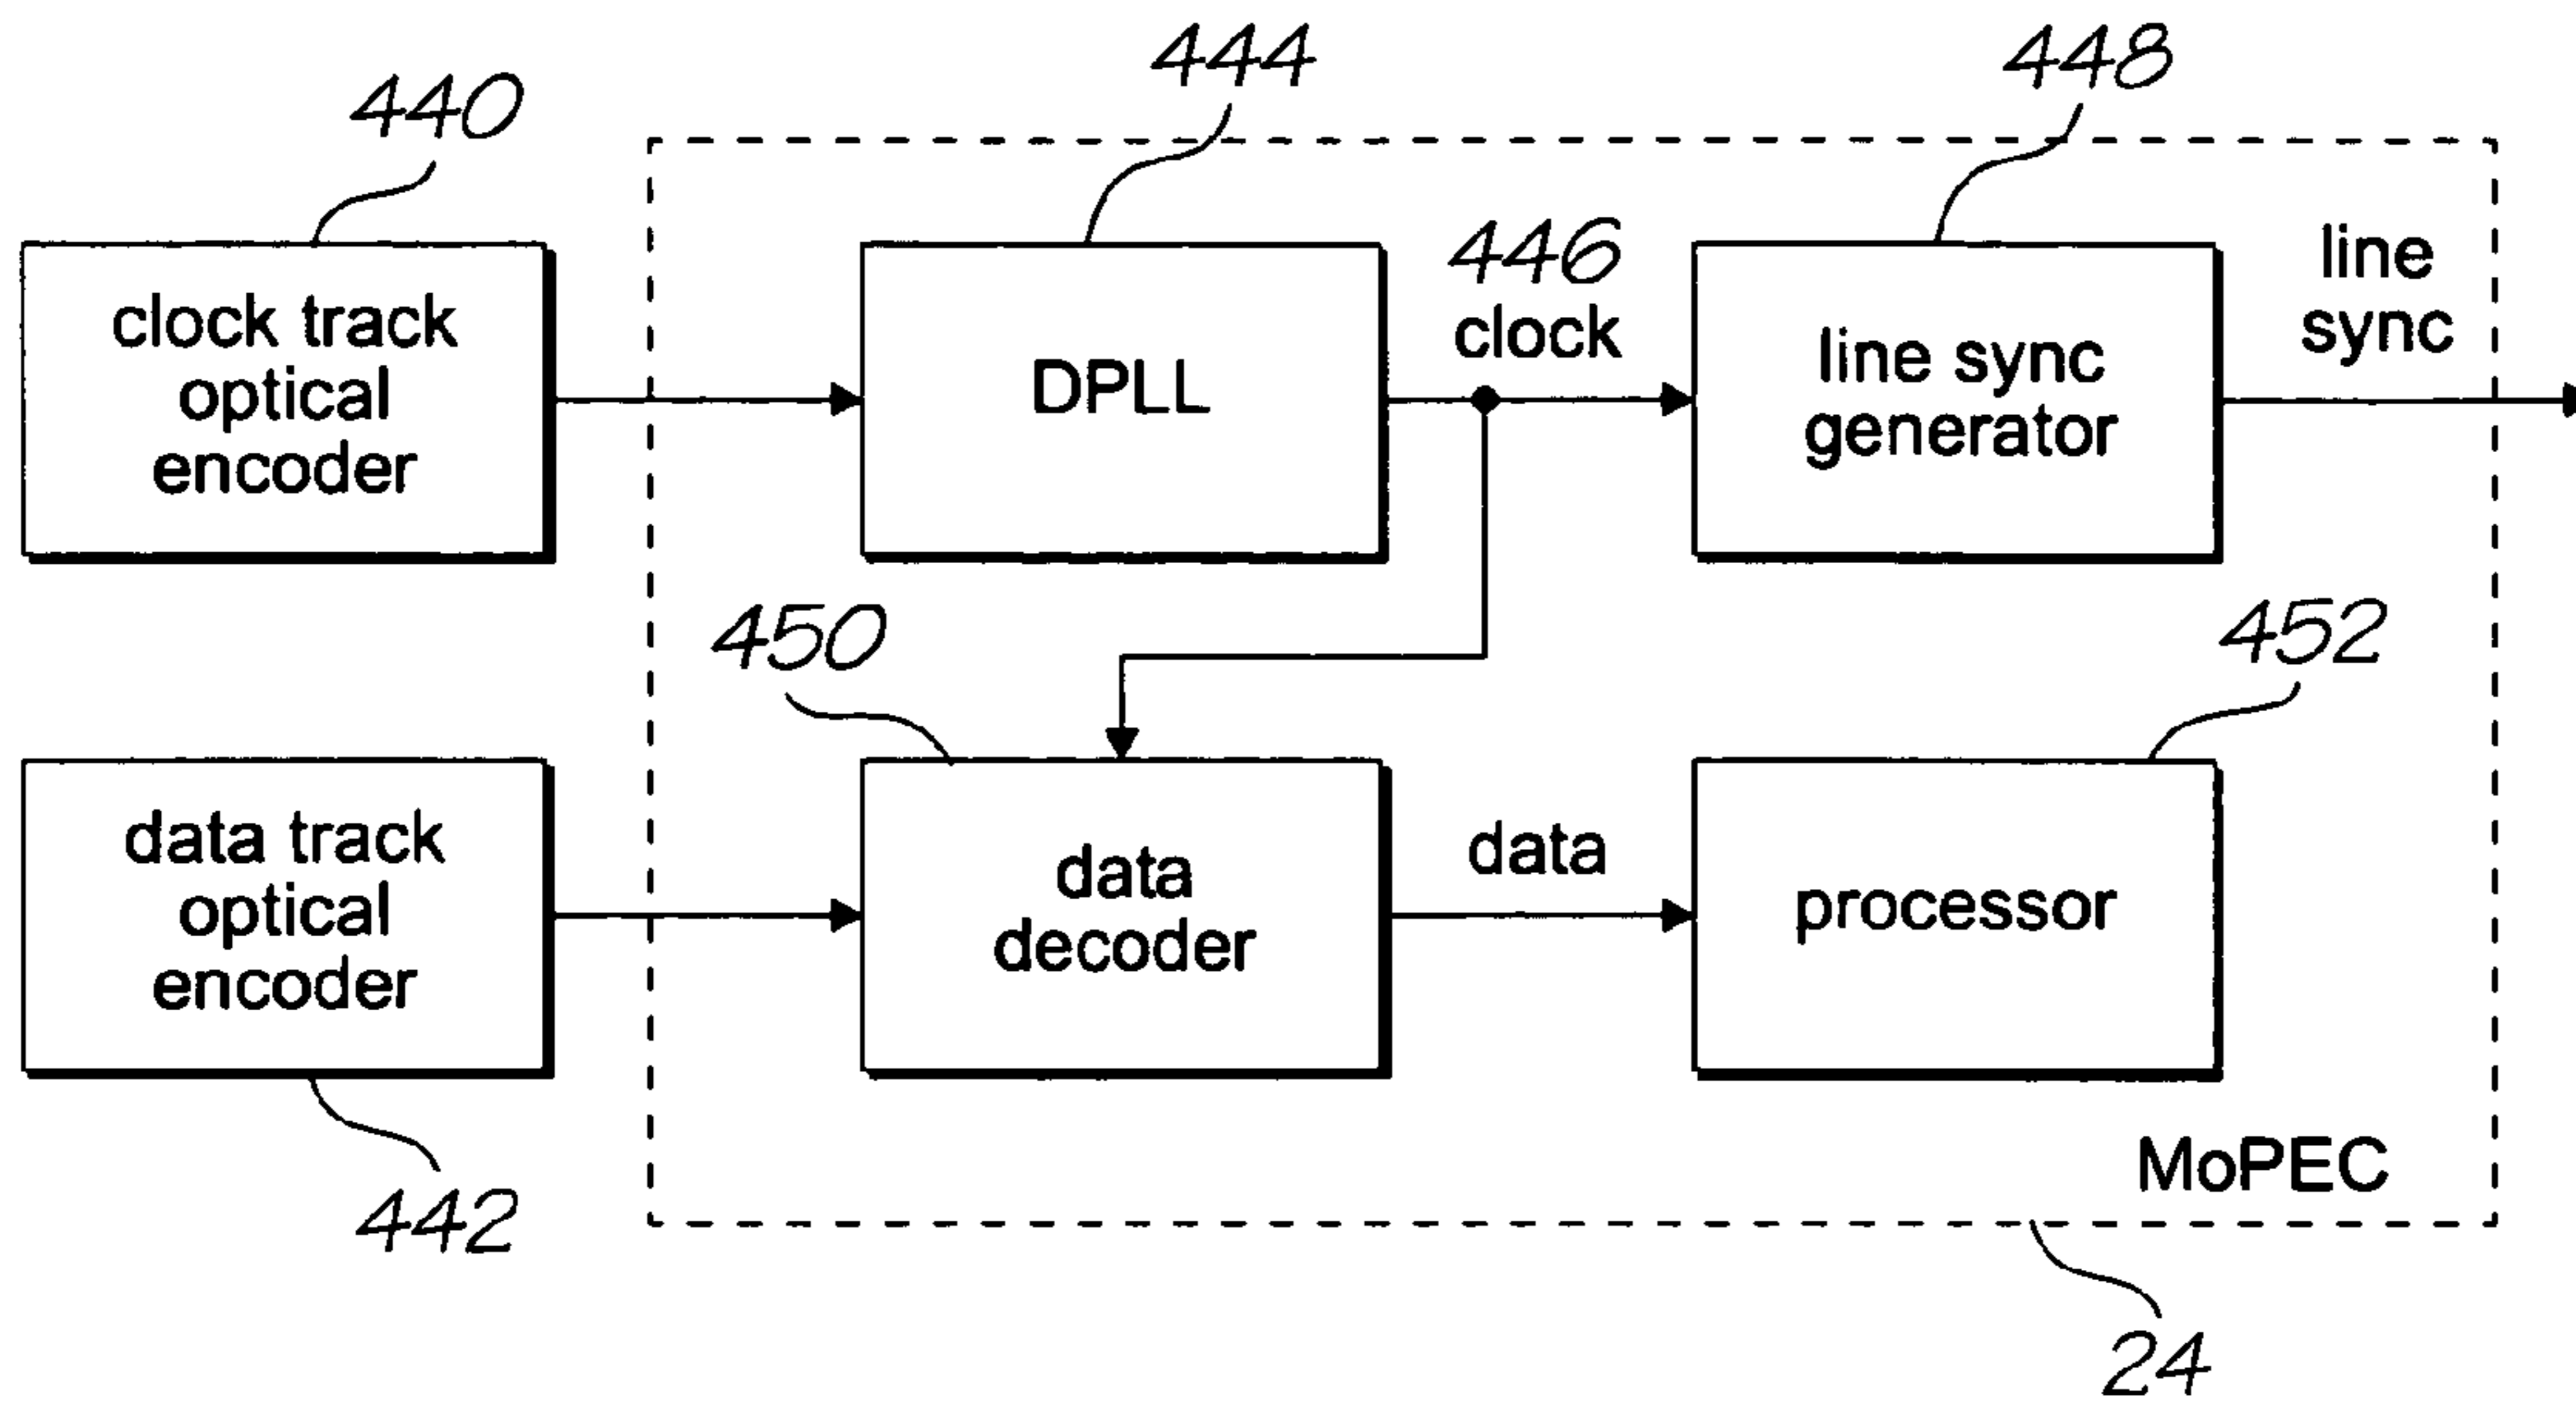 444
448
440
446
clock
line
sync
clock track
optical
encoder
DPLL
line sync
generator
450
452
data track
optical
encoder
data
decoder
data
processor
MoPEC
442
24